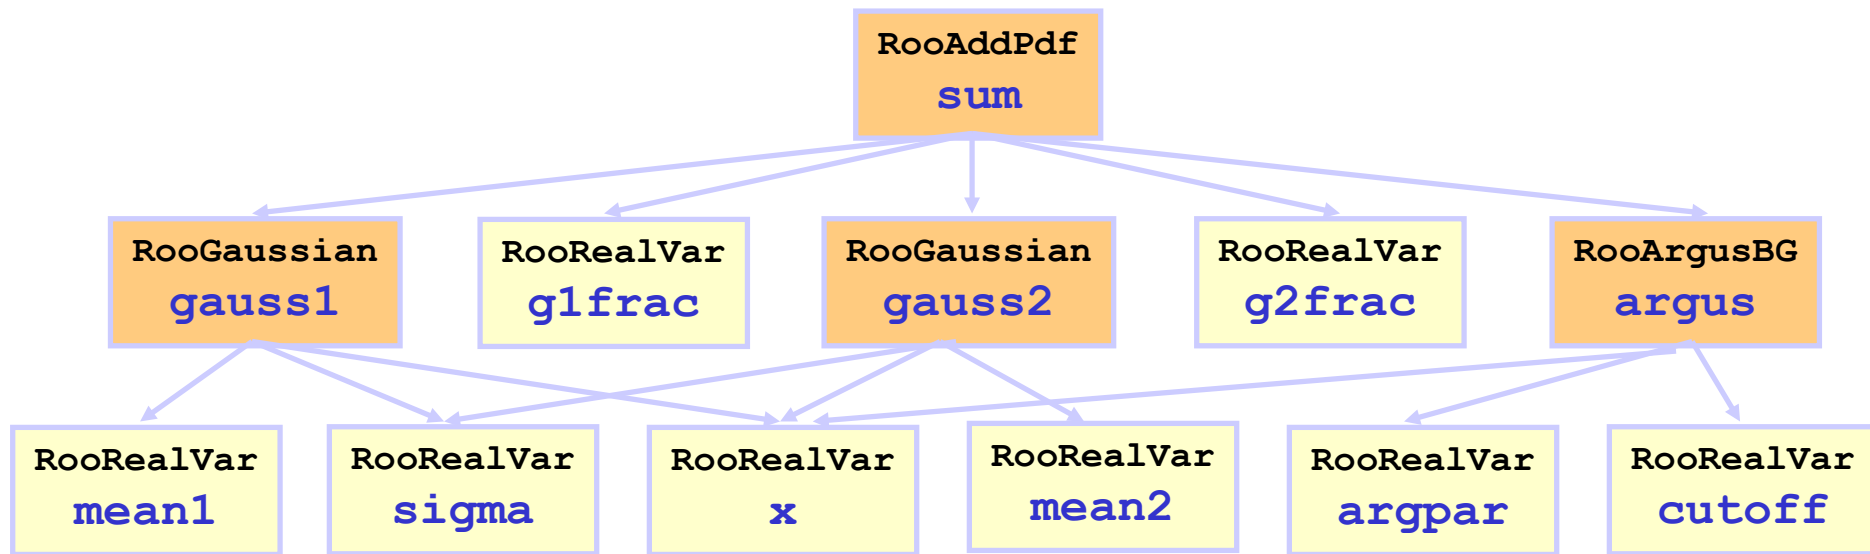 RooAddPdf
sum
RooGaussian
gauss1
RooRealVar
g1frac
RooGaussian
gauss2
RooRealVar
g2frac
RooArgusBG
argus
RooRealVar
mean1
RooRealVar
sigma
RooRealVar
x
RooRealVar
mean2
RooRealVar
argpar
RooRealVar
cutoff